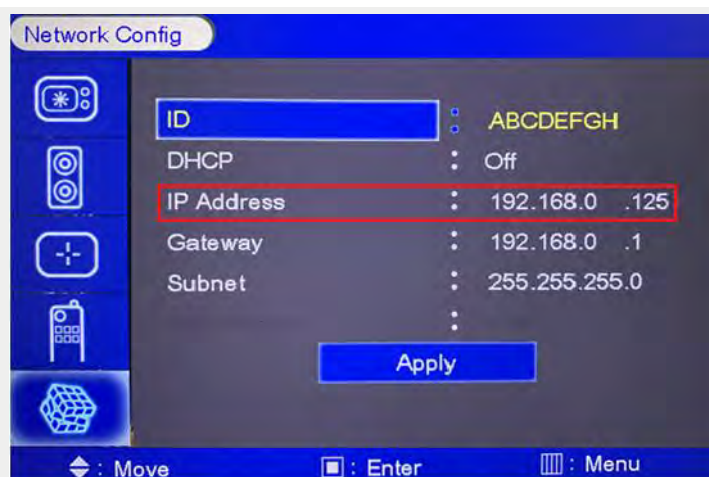 Network Config
ID : ABCDEFGH
DHCP : Off
IP Address : 192.168.0 .125
Gateway : 192.168.0 .1
Subnet : 255.255.255.0
:
Apply
: Move : Enter : Menu